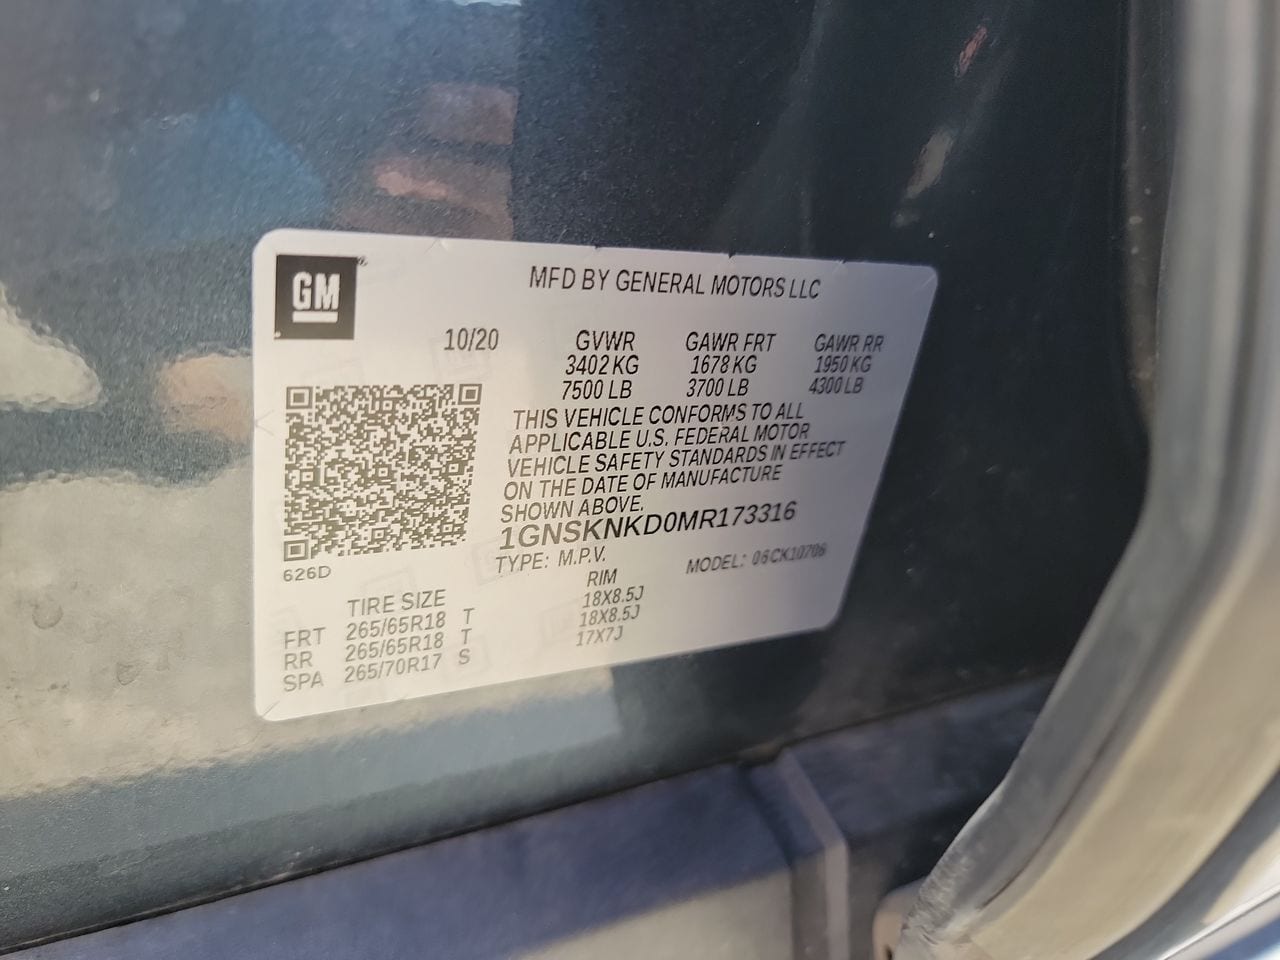 GM
MFD BY GENERAL MOTORS LLC
10/20 GVWR GAWR FRT GAWR RR
3402 KG 1678 KG 1950 KG
7500 LB 3700 LB 4300 LB
THIS VEHICLE CONFORMS TO ALL
APPLICABLE U.S. FEDERAL MOTOR
VEHICLE SAFETY STANDARDS IN EFFECT
ON THE DATE OF MANUFACTURE
SHOWN ABOVE.
1GNSKNKD0MR173316
626D
TYPE: M.P.V. MODEL: 06CK10706
TIRE SIZE RIM
FRT 265/65R18 T 18X8.5J
RR 265/65R18 T 18X8.5J
SPA 265/70R17 S 17X7J